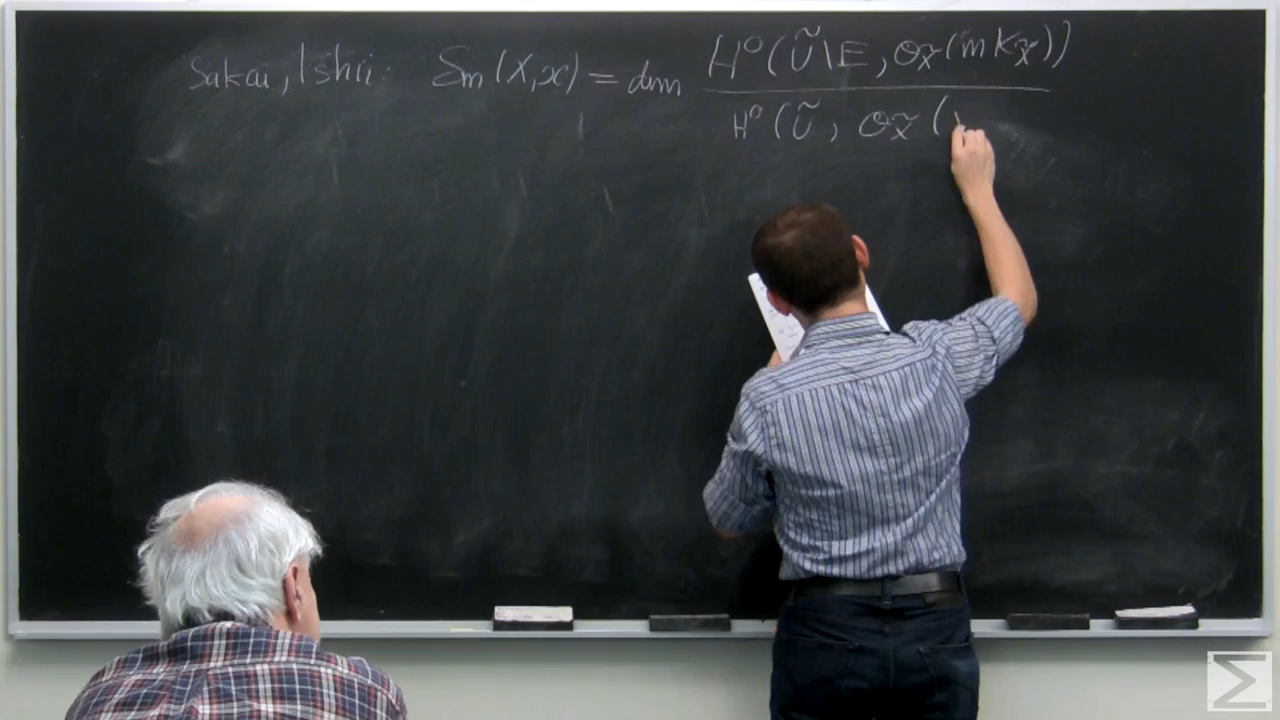 Sakai, Ishii: δm(X,x) = dim H⁰(Ũ\E, O_X̃(mK_X̃))
H⁰(Ũ, O_X̃(
Σ